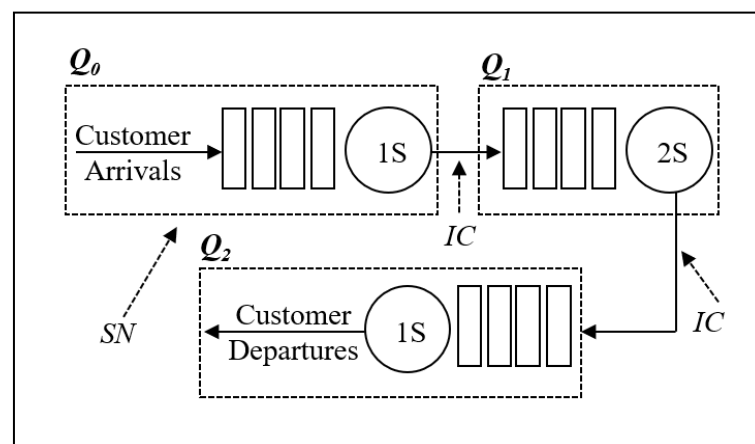 Q0
Q1
Customer
Arrivals
1S
2S
IC
Q2
SN
Customer
Departures
1S
IC